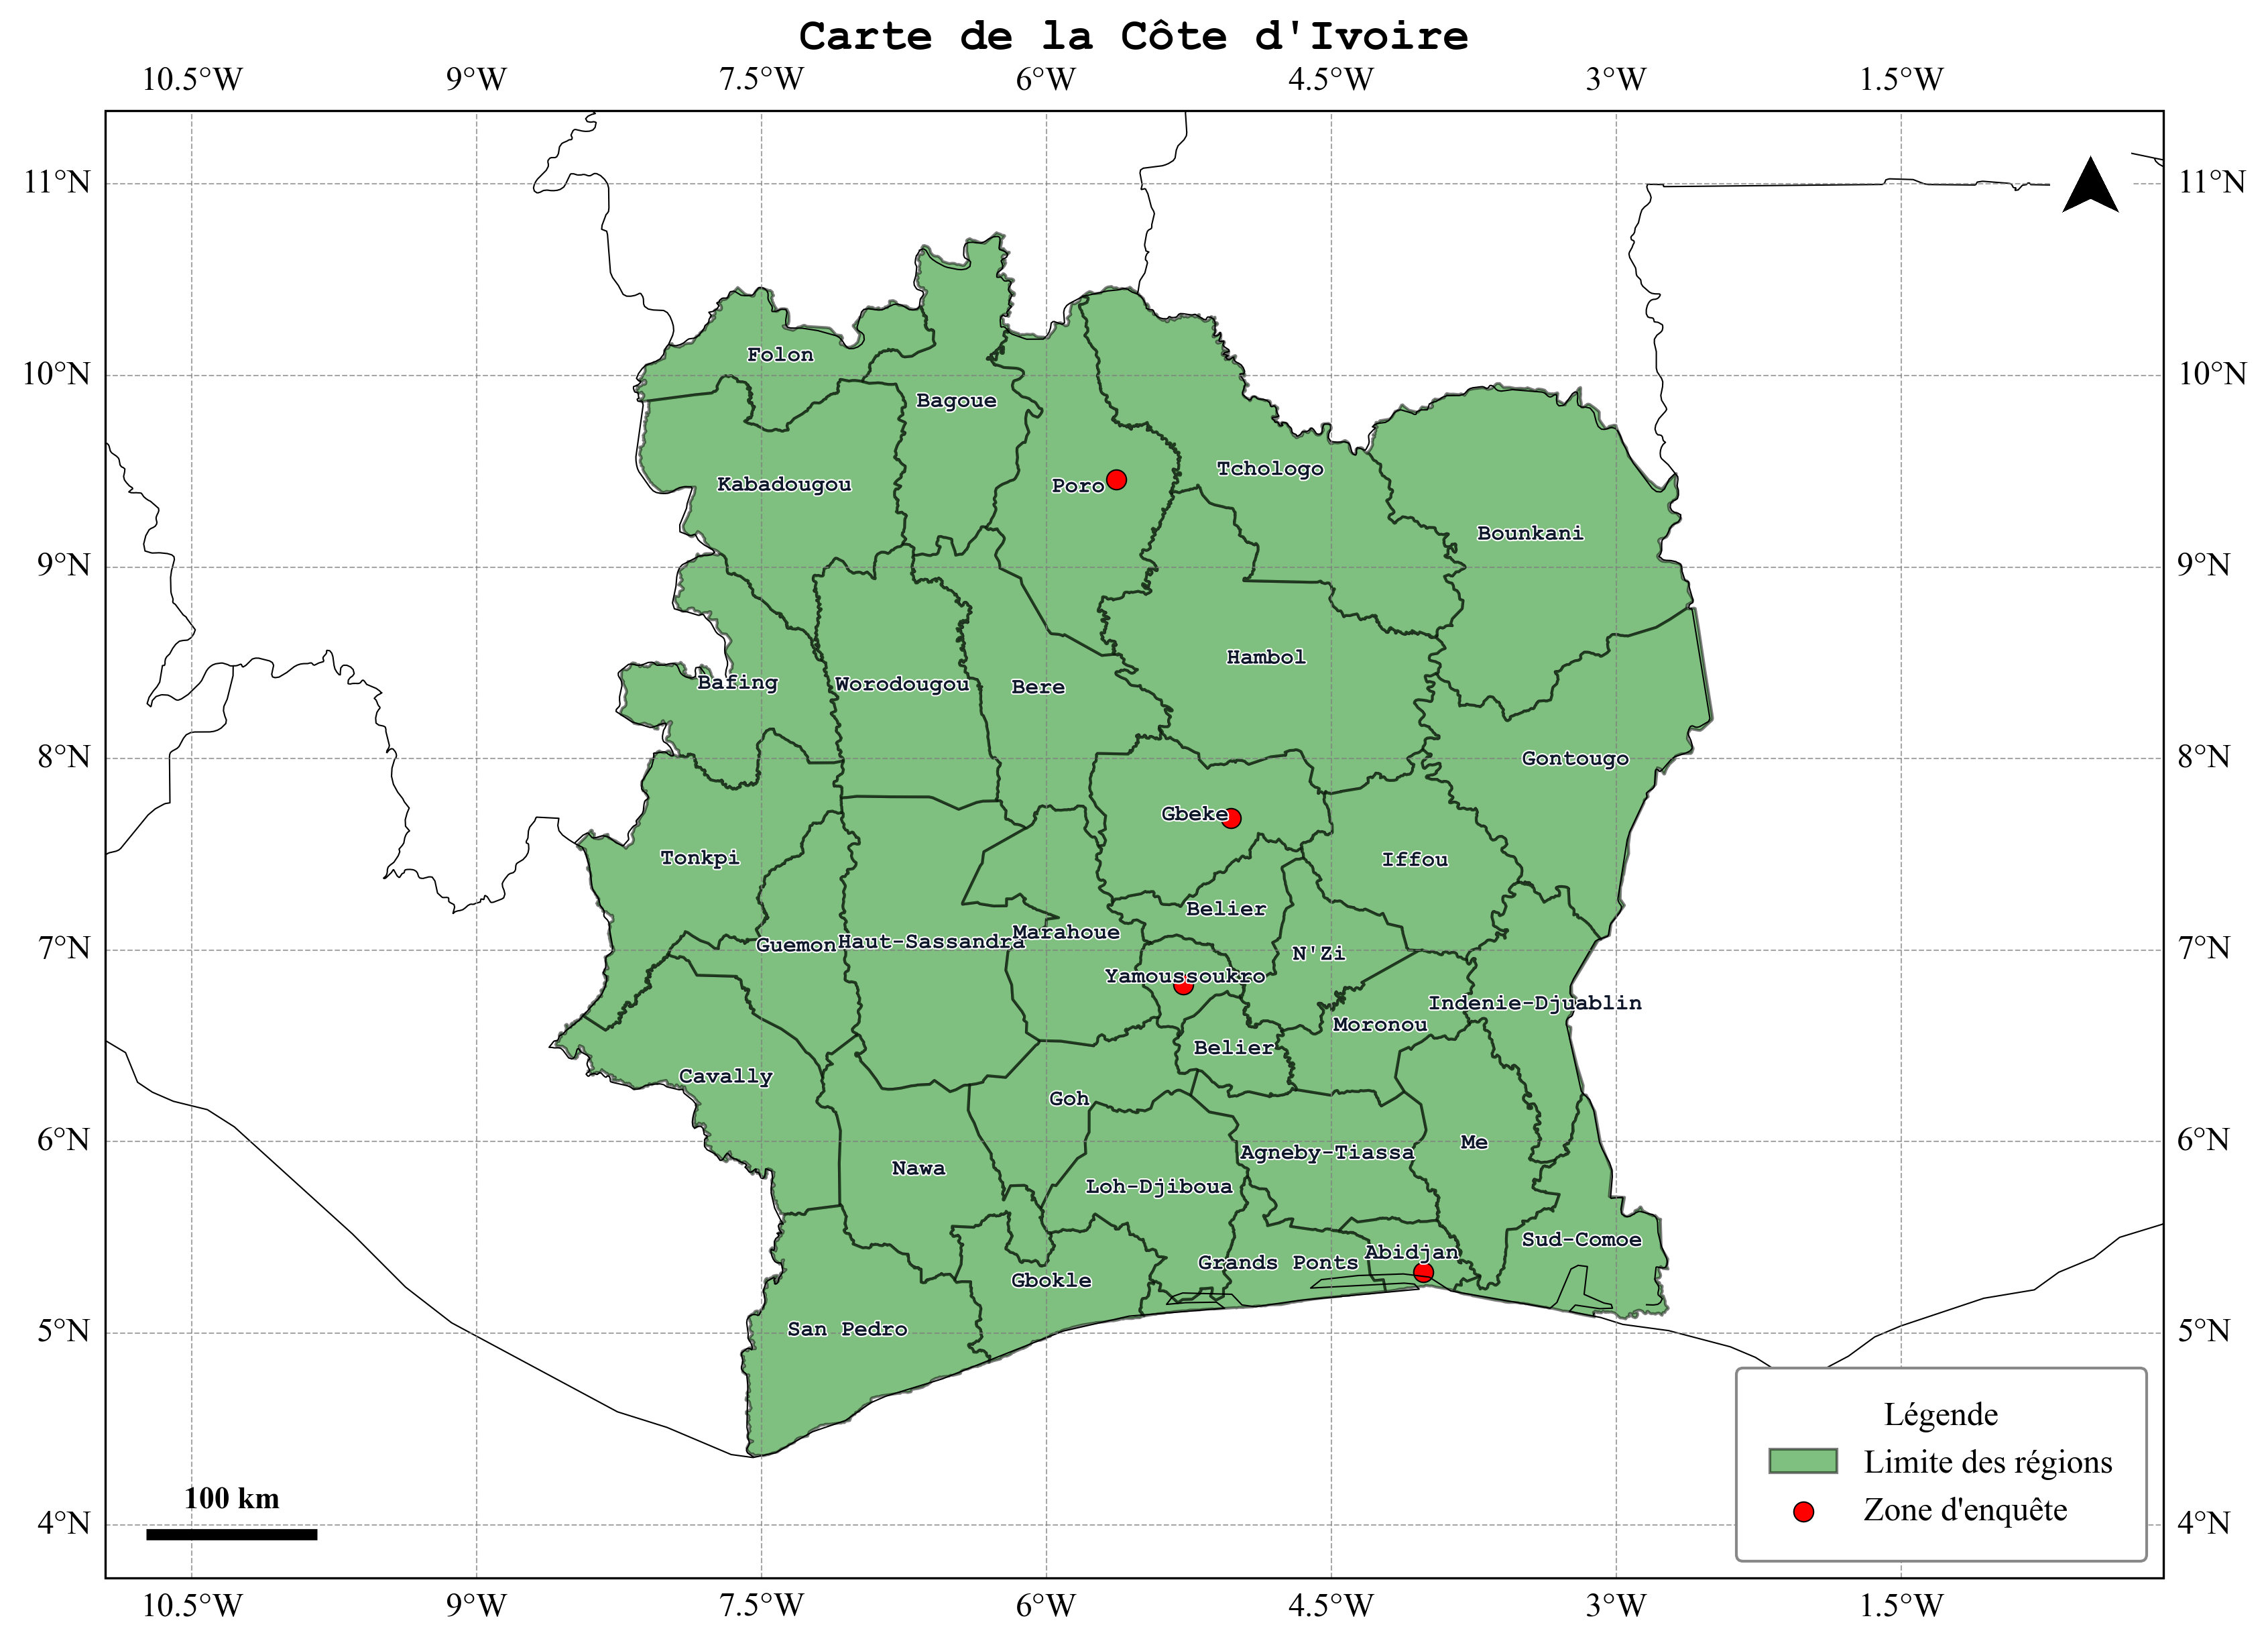 Carte de la Côte d'Ivoire
10.5°W 9°W 7.5°W 6°W 4.5°W 3°W 1.5°W
11°N 11°N
Folon
10°N 10°N
Bagoue
Tchologo
Kabadougou
Poro
Bounkani
9°N 9°N
Hambol
Bafing
Worodougou
Bere
8°N 8°N
Gontougo
Gbeke
Tonkpi
Iffou
Belier
Marahoue
Haut-Sassandra
Guemon
7°N 7°N
N'Zi
Yamoussoukro
Indenie-Djuablin
Moronou
Belier
Cavally
Goh
6°N 6°N
Me
Agneby-Tiassa
Nawa
Loh-Djiboua
Sud-Comoe
Abidjan
Grands Ponts
Gbokle
San Pedro
5°N 5°N
Légende
Limite des régions
Zone d'enquête
100 km
4°N 4°N
10.5°W 9°W 7.5°W 6°W 4.5°W 3°W 1.5°W